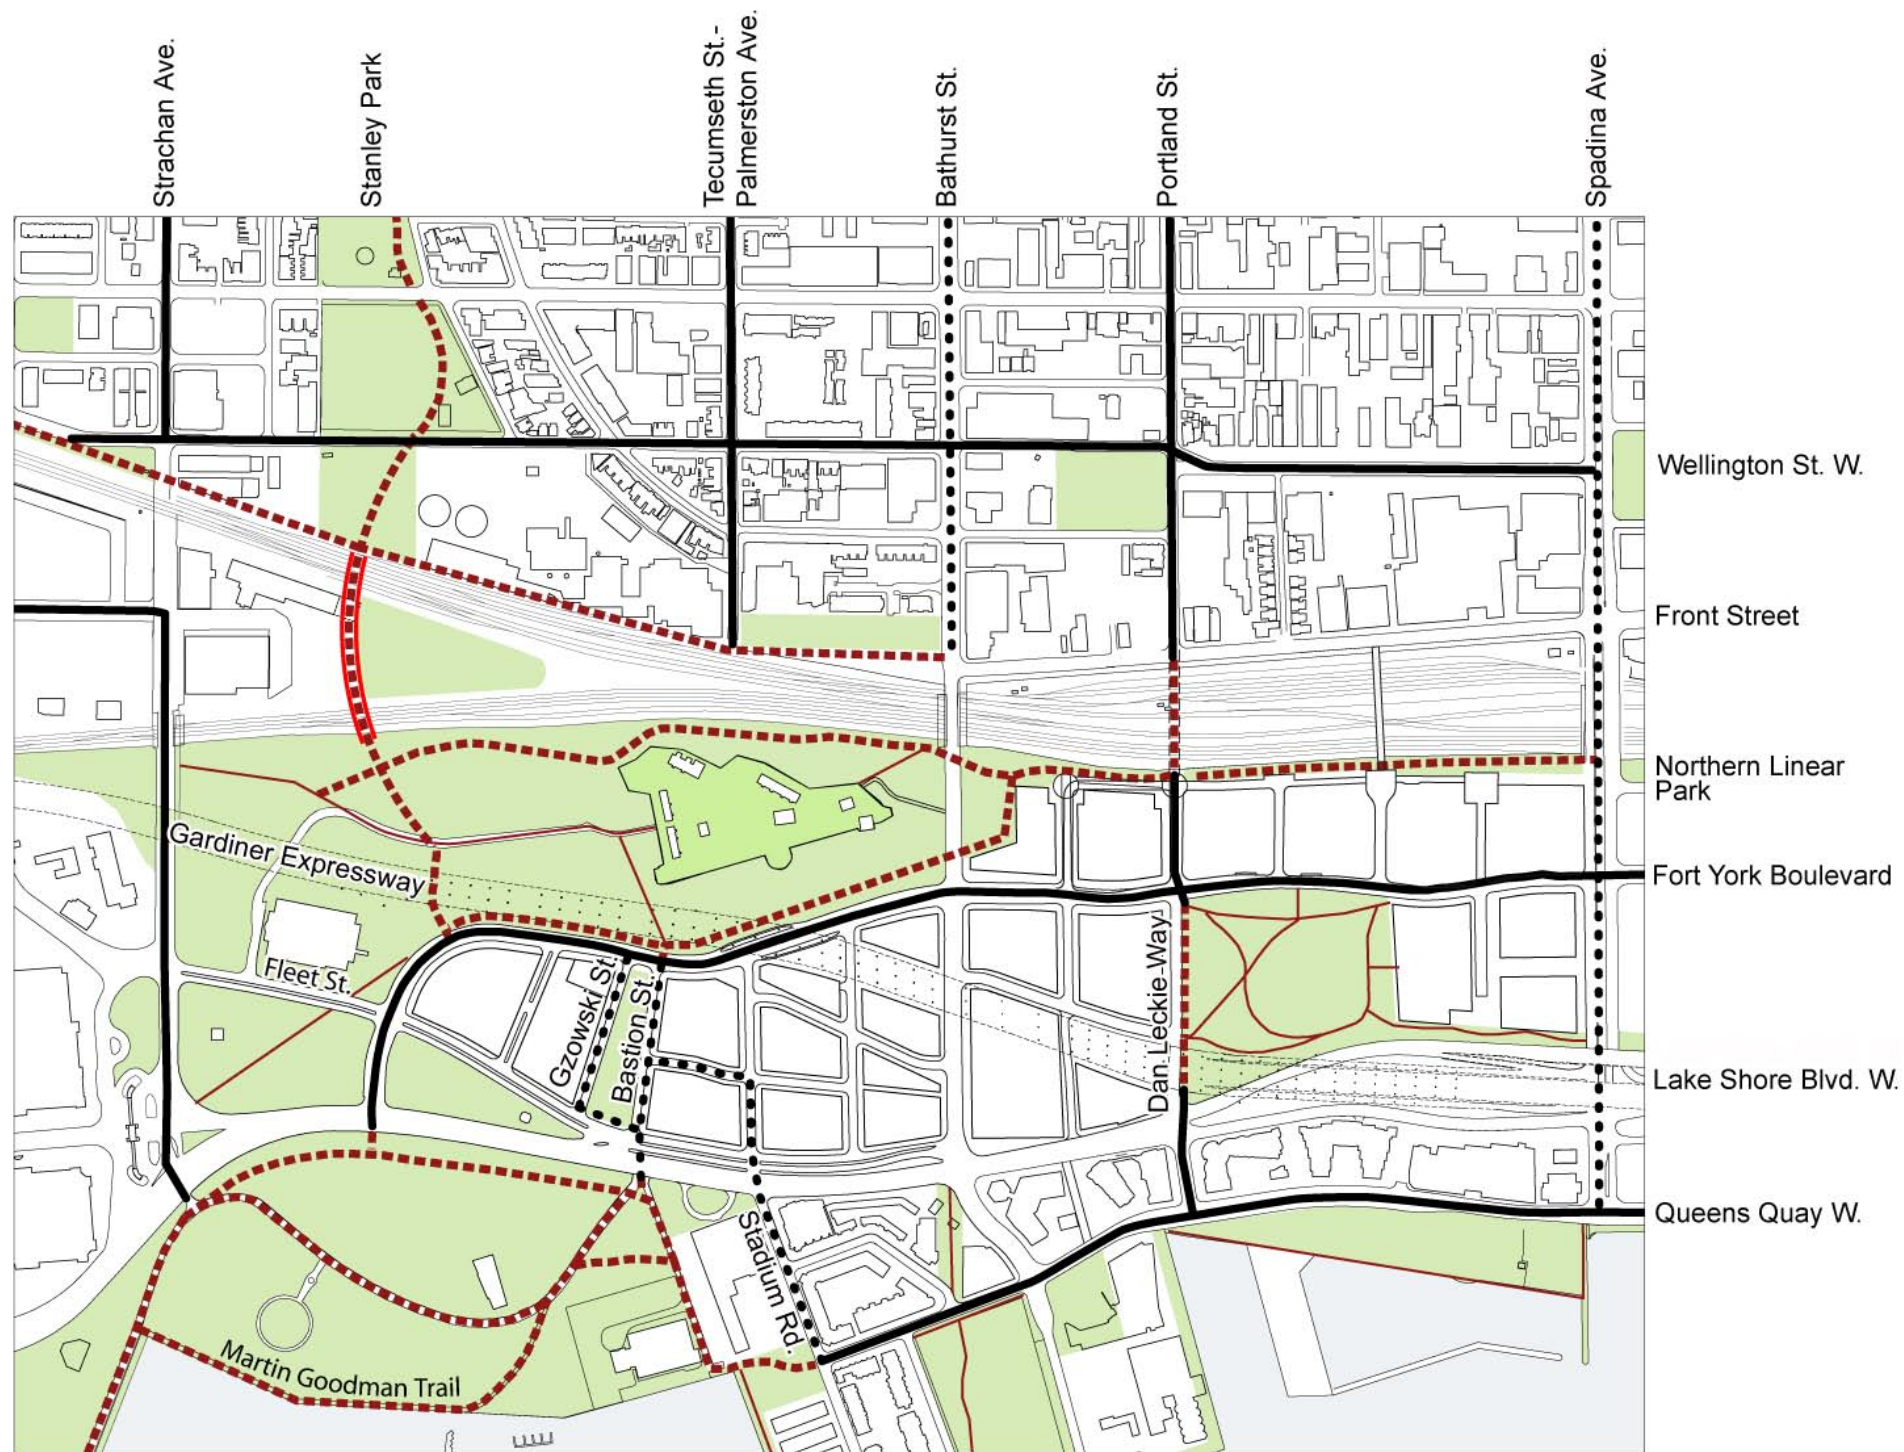 Strachan Ave.
Stanley Park
Tecumseth St.-
Palmerston Ave.
Bathurst St.
Portland St.
Spadina Ave.
Wellington St. W.
Front Street
Northern Linear
Park
Gardiner Expressway
Fort York Boulevard
Fleet St.
Gzowski St.
Bastion St.
Dan Leckie Way
Lake Shore Blvd. W.
Stadium Rd.
Queens Quay W.
Martin Goodman Trail